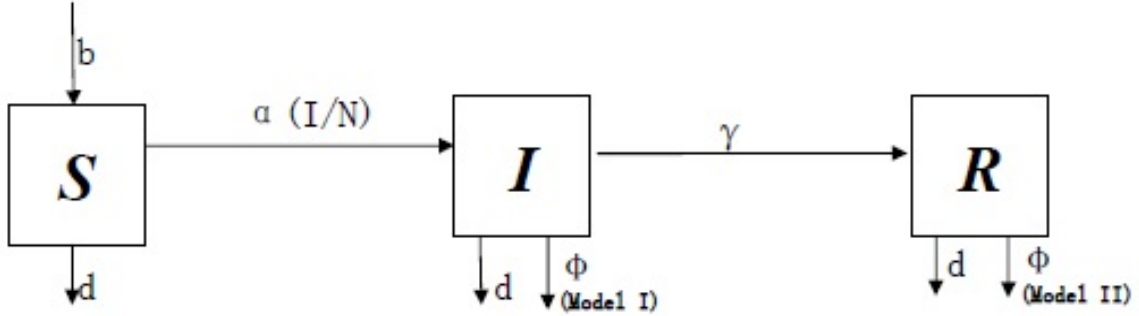 b
α (I/N)
γ
S
I
R
d
d
ϕ
(Model I)
d
ϕ
(Model II)